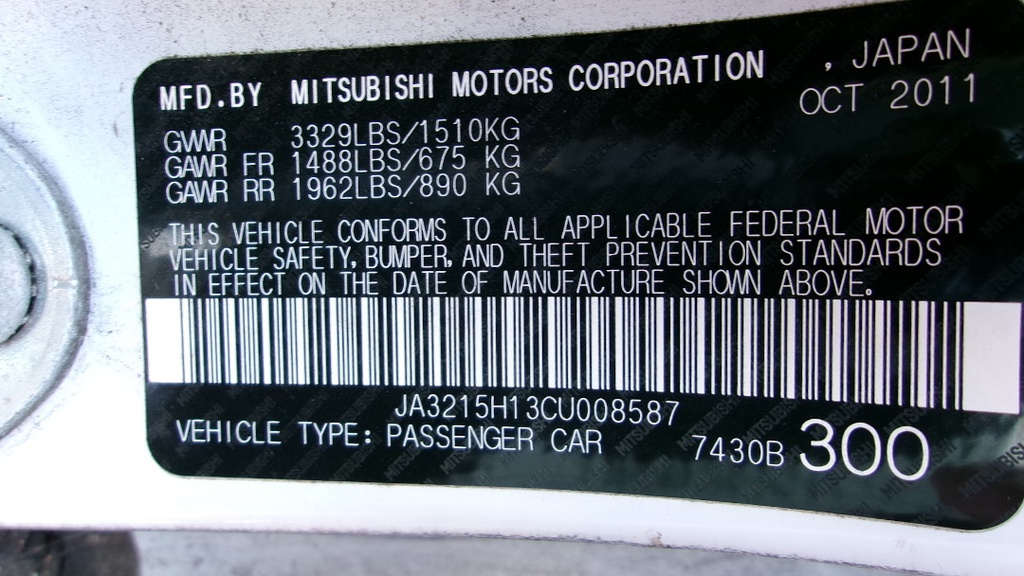 MFD.BY MITSUBISHI MOTORS CORPORATION , JAPAN
OCT 2011
GWWR 3329LBS/1510KG
GAWR FR 1488LBS/675 KG
GAWR RR 1962LBS/890 KG
THIS VEHICLE CONFORMS TO ALL APPLICABLE FEDERAL MOTOR
VEHICLE SAFETY, BUMPER, AND THEFT PREVENTION STANDARDS
IN EFFECT ON THE DATE OF MANUFACTURE SHOWN ABOVE.
JA3215H13CU008587
VEHICLE TYPE: PASSENGER CAR 7430B 300